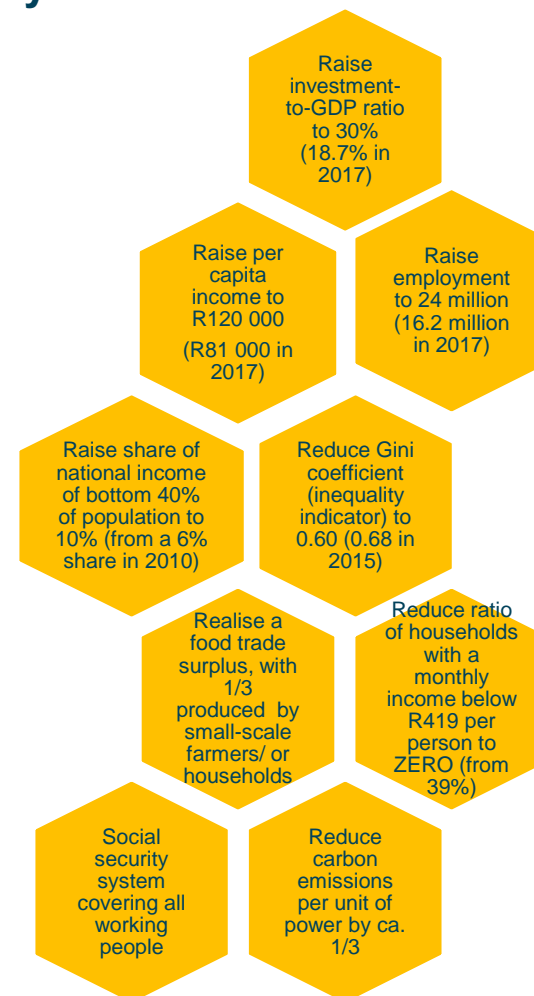 y
Raise
investment-
to-GDP ratio
to 30%
(18.7% in
2017)
Raise per
capita
income to
R120 000
(R81 000 in
2017)
Raise
employment
to 24 million
(16.2 million
in 2017)
Raise share of
national income
of bottom 40%
of population to
10% (from a 6%
share in 2010)
Reduce Gini
coefficient
(inequality
indicator) to
0.60 (0.68 in
2015)
Realise a
food trade
surplus, with
1/3
produced  by
small-scale
farmers/ or
households
Reduce ratio
of households
with a
monthly
income below
R419 per
person to
ZERO (from
39%)
Social
security
system
covering all
working
people
Reduce
carbon
emissions
per unit of
power by ca.
1/3